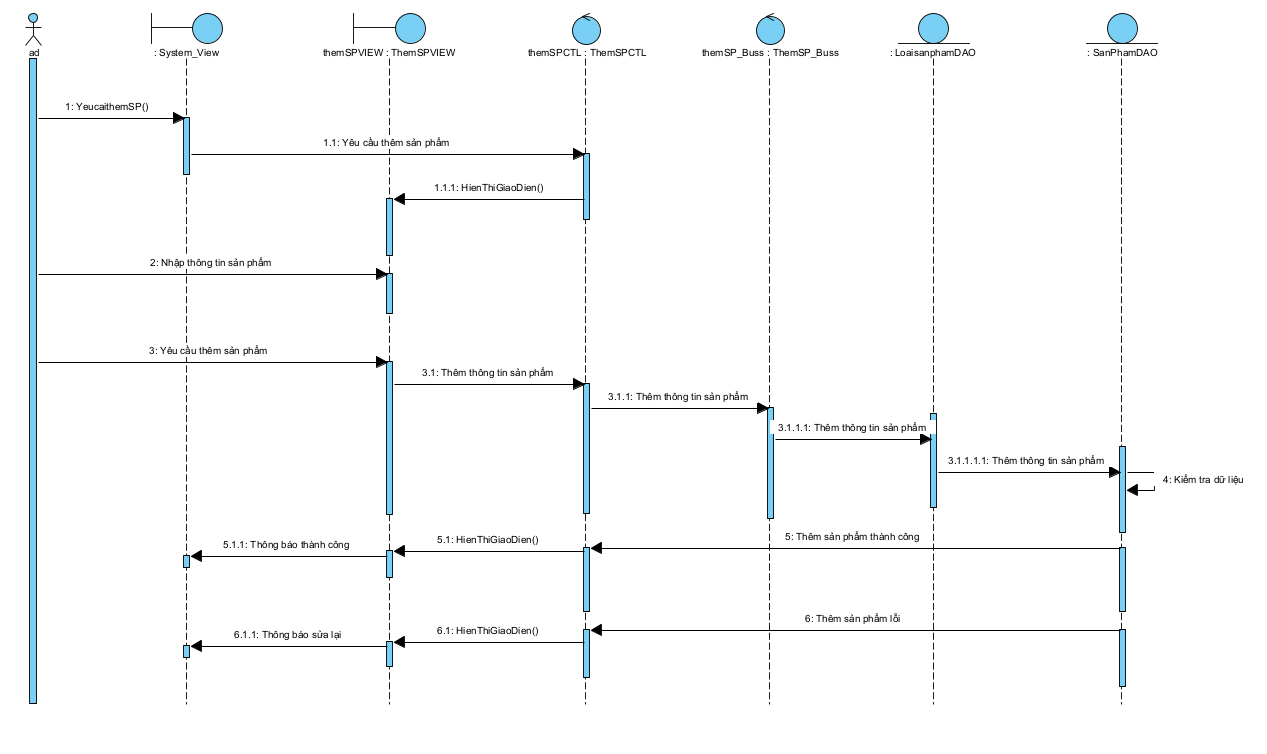 ad
: System_View
themSPVIEW : ThemSPVIEW
themSPCTL : ThemSPCTL
themSP_Buss : ThemSP_Buss
: LoaisanphamDAO
: SanPhamDAO
1: YeucaithemSP()
1.1: Yêu cầu thêm sản phẩm
1.1.1: HienThiGiaoDien()
2: Nhập thông tin sản phẩm
3: Yêu cầu thêm sản phẩm
3.1: Thêm thông tin sản phẩm
3.1.1: Thêm thông tin sản phẩm
3.1.1.1: Thêm thông tin sản phẩm
3.1.1.1.1: Thêm thông tin sản phẩm
4: Kiểm tra dữ liệu
5: Thêm sản phẩm thành công
5.1: HienThiGiaoDien()
5.1.1: Thông báo thành công
6: Thêm sản phẩm lỗi
6.1: HienThiGiaoDien()
6.1.1: Thông báo sửa lại